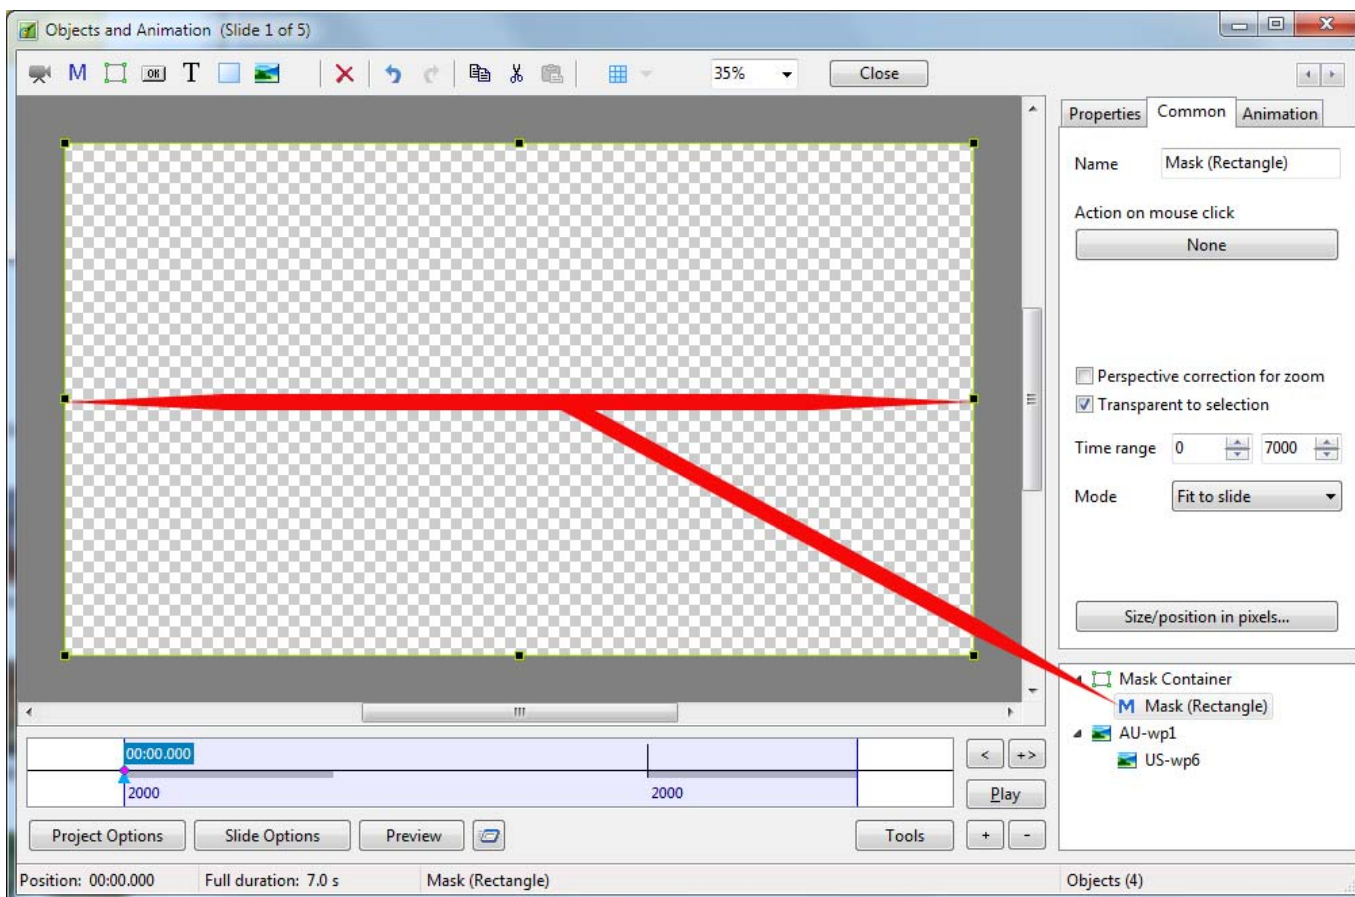 Objects and Animation (Slide 1 of 5)
M OK T 35% Close
Properties Common Animation
Name Mask (Rectangle)
Action on mouse click
None
Perspective correction for zoom
Transparent to selection
Time range 0 7000
Mode Fit to slide
Size/position in pixels...
Mask Container
M Mask (Rectangle)
AU-wp1
US-wp6
00:00.000
2000 2000
< +>
Play
Project Options Slide Options Preview Tools + -
Position: 00:00.000 Full duration: 7.0 s Mask (Rectangle) Objects (4)